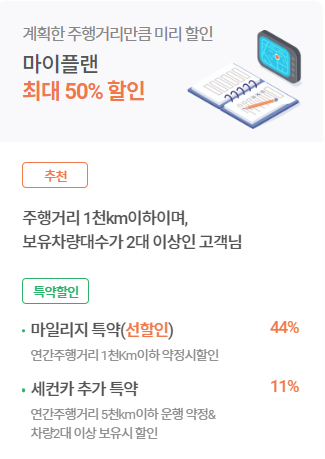 계획한 주행거리만큼 미리 할인
마이플랜
최대 50% 할인
추천
주행거리 1천km이하이며,
보유차량대수가 2대 이상인 고객님
특약할인
· 마일리지 특약(선할인) 44%
연간주행거리 1천Km이하 약정시할인
· 세컨카 추가 특약 11%
연간주행거리 5천km이하 운행 약정&
차량2대 이상 보유시 할인